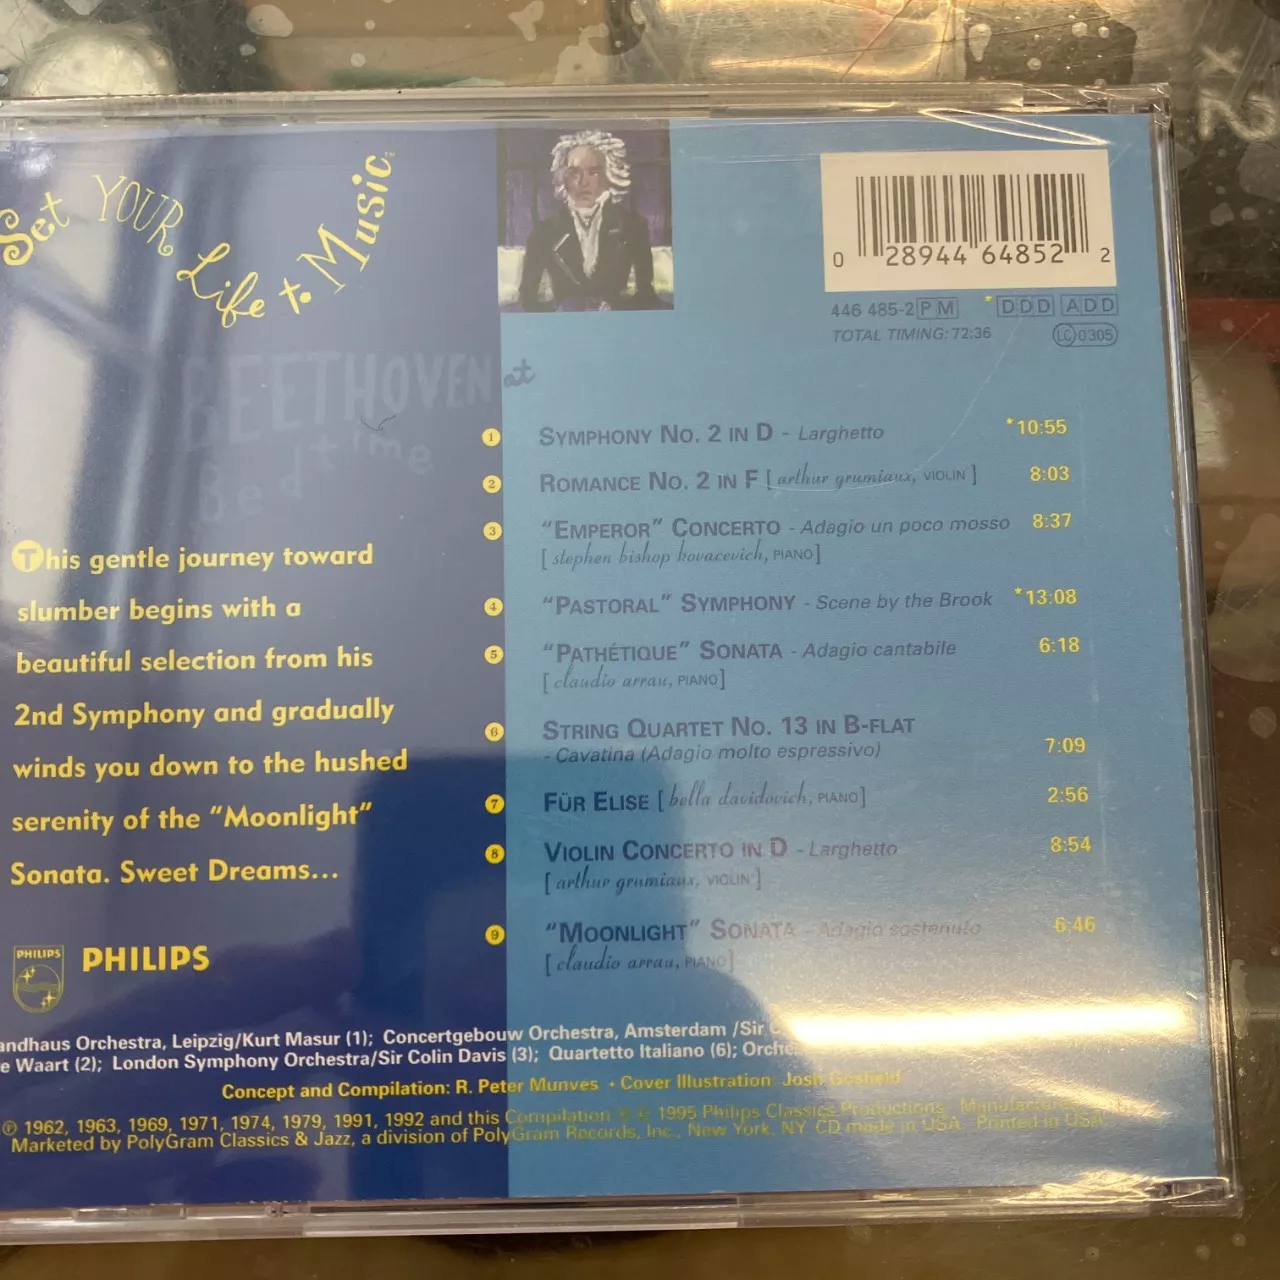 Set YOUR Life to Music™
BEETHOVEN at
Bedtime
This gentle journey toward
slumber begins with a
beautiful selection from his
2nd Symphony and gradually
winds you down to the hushed
serenity of the "Moonlight"
Sonata. Sweet Dreams...
PHILIPS
PHILIPS
0 28944 64852 2
446 485-2 PM *DDD ADD
TOTAL TIMING: 72:36 LC 0305
1 SYMPHONY NO. 2 IN D - Larghetto *10:55
2 ROMANCE NO. 2 IN F [arthur grumiaux, VIOLIN] 8:03
3 "EMPEROR" CONCERTO - Adagio un poco mosso 8:37
[stephen bishop kovacevich, PIANO]
4 "PASTORAL" SYMPHONY - Scene by the Brook *13:08
5 "PATHÉTIQUE" SONATA - Adagio cantabile 6:18
[claudio arrau, PIANO]
6 STRING QUARTET NO. 13 IN B-FLAT
- Cavatina (Adagio molto espressivo) 7:09
7 FÜR ELISE [bella davidovich, PIANO] 2:56
8 VIOLIN CONCERTO IN D - Larghetto 8:54
[arthur grumiaux, VIOLIN]
9 "MOONLIGHT" SONATA - Adagio sostenuto 6:46
[claudio arrau, PIANO]
andhaus Orchestra, Leipzig/Kurt Masur (1); Concertgebouw Orchestra, Amsterdam /Sir
e Waart (2); London Symphony Orchestra/Sir Colin Davis (3); Quartetto Italiano (6);
Concept and Compilation: R. Peter Munves • Cover Illustration: Josh Gosfield
℗ 1962, 1963, 1969, 1971, 1974, 1979, 1991, 1992 and this Compilation ℗ © 1995 Philips Classics Productions.
Marketed by PolyGram Classics & Jazz, a division of PolyGram Records, Inc., New York, NY. CD made in USA. Printed in USA.